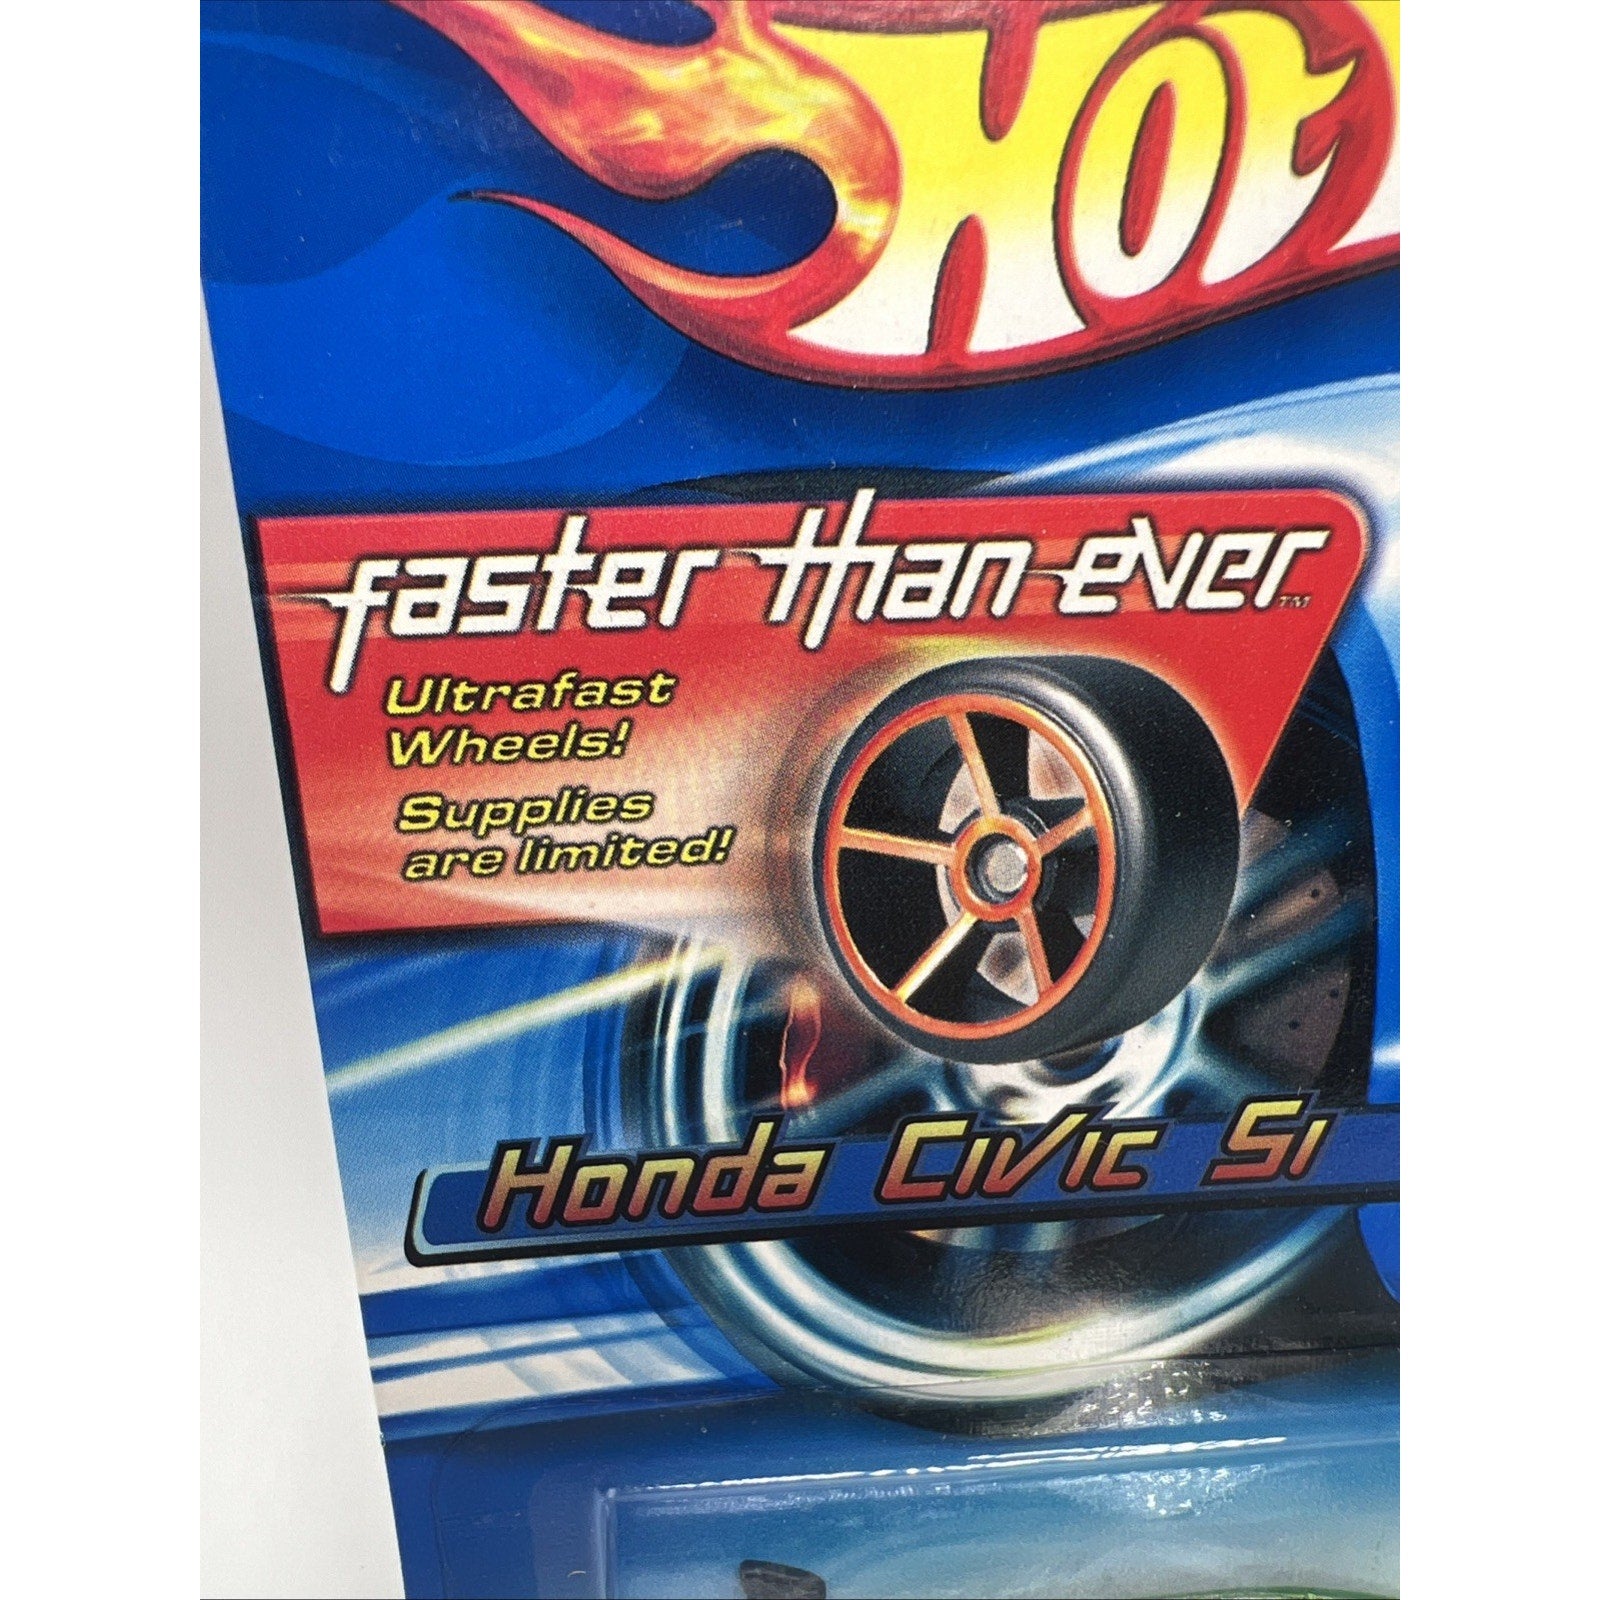 HOT
faster than ever™
Ultrafast
Wheels!
Supplies
are limited!
Honda Civic Si